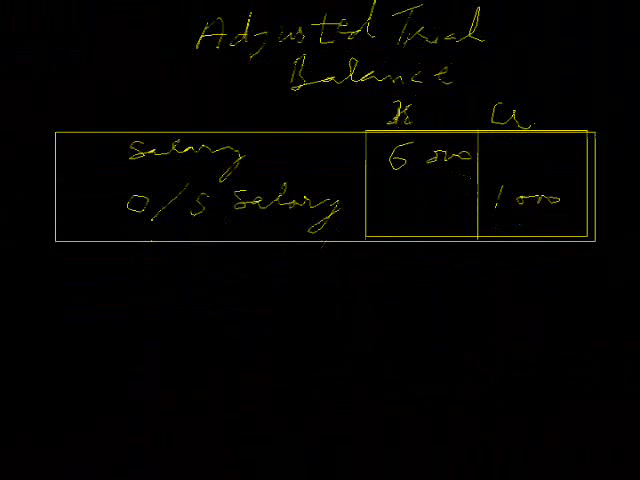 Adjusted Trial
Balance
Dr Cr.
Salary 6000
O/S Salary 1000